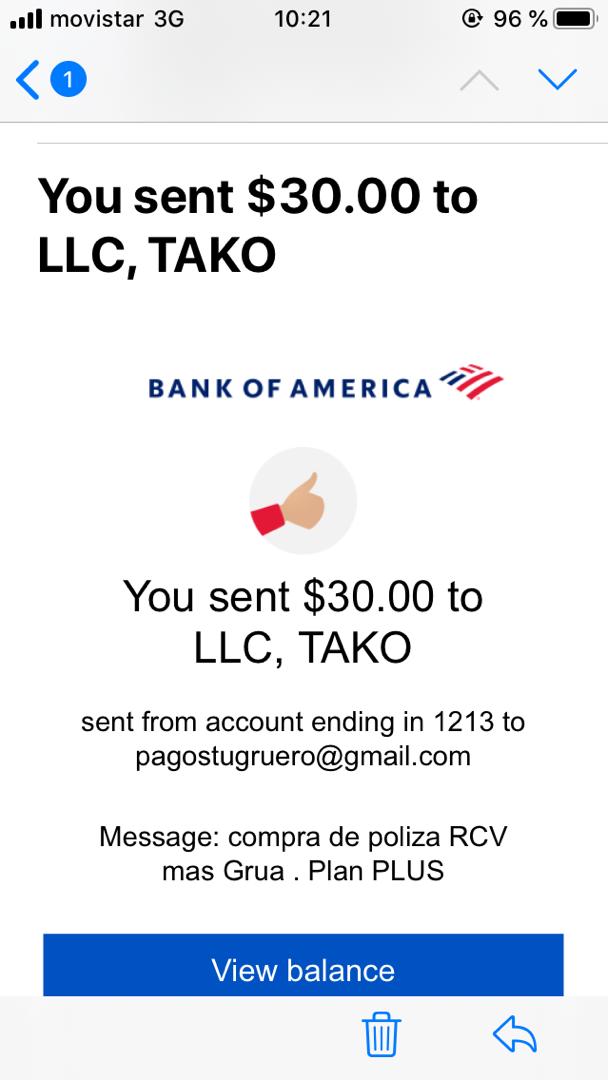 movistar 3G 10:21 96 %
1
You sent $30.00 to
LLC, TAKO
BANK OF AMERICA
You sent $30.00 to
LLC, TAKO
sent from account ending in 1213 to
pagostugruero@gmail.com
Message: compra de poliza RCV
mas Grua . Plan PLUS
View balance